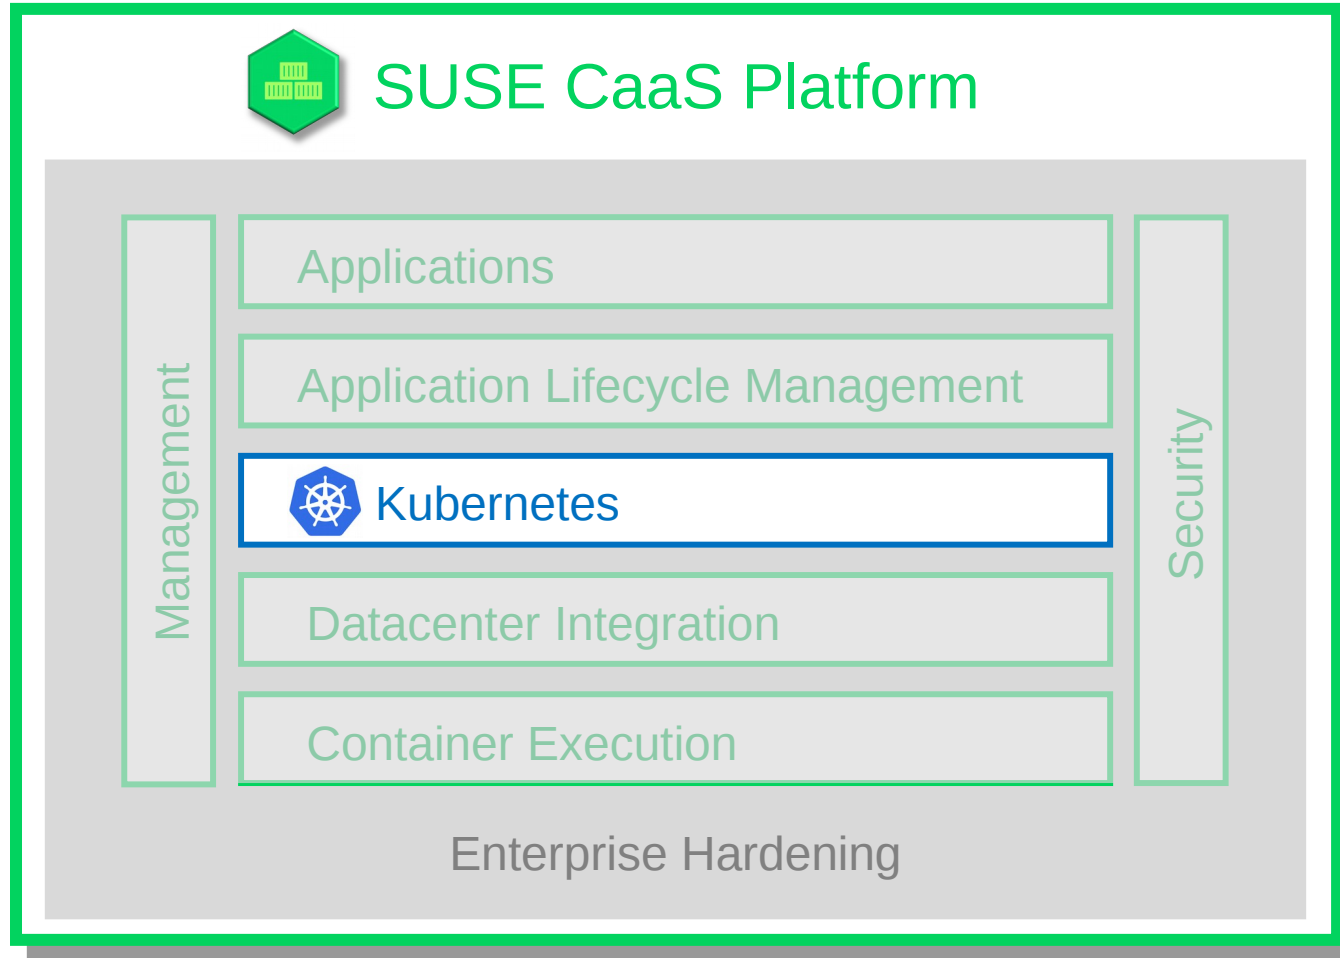 SUSE CaaS Platform
Management
Applications
Application Lifecycle Management
Kubernetes
Datacenter Integration
Container Execution
Security
Enterprise Hardening